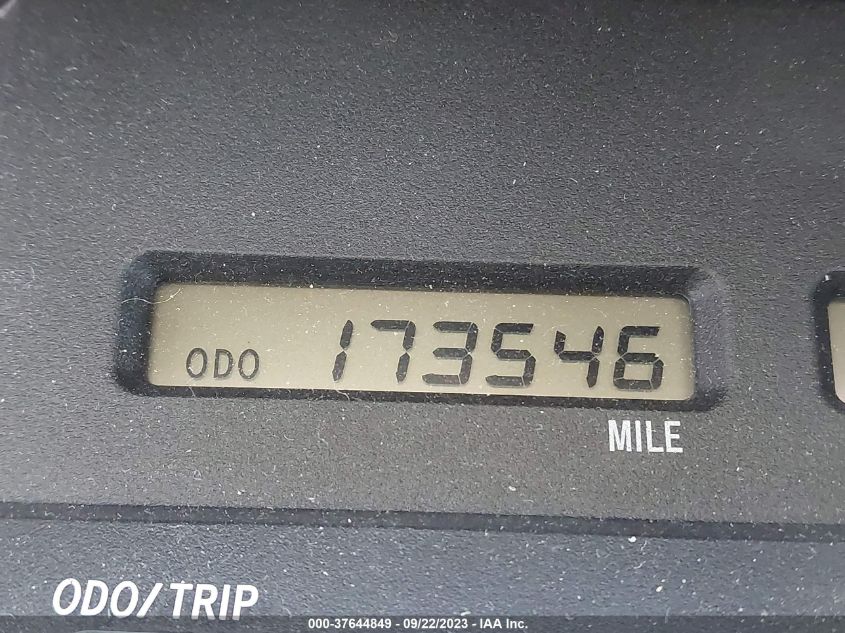 ODO 173546
MILE
ODO/TRIP
000-37644849 - 09/22/2023 - IAA Inc.